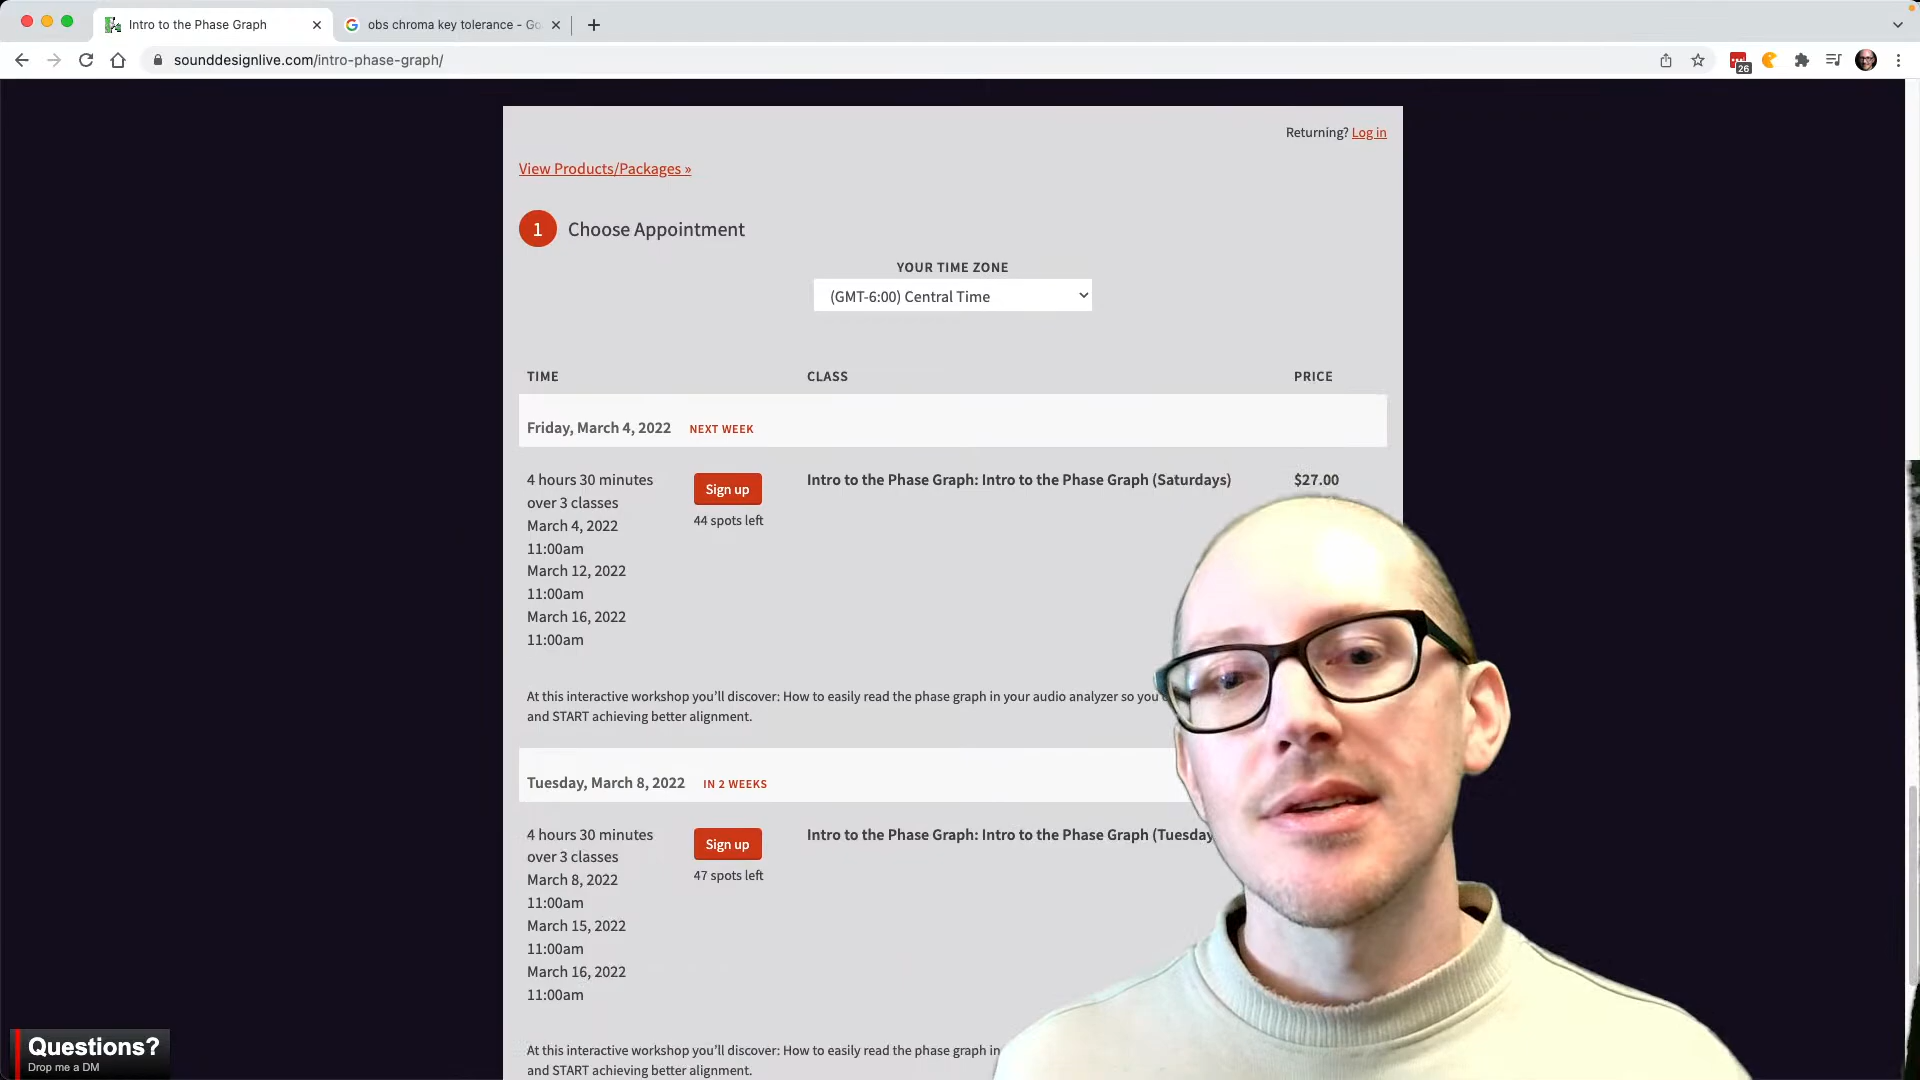 Intro to the Phase Graph
obs chroma key tolerance - Go
sounddesignlive.com/intro-phase-graph/
26
Returning? Log in
View Products/Packages »
1 Choose Appointment
YOUR TIME ZONE
(GMT-6:00) Central Time
TIME CLASS PRICE
Friday, March 4, 2022 NEXT WEEK
4 hours 30 minutes
over 3 classes
March 4, 2022
11:00am
March 12, 2022
11:00am
March 16, 2022
11:00am
Sign up
44 spots left
Intro to the Phase Graph: Intro to the Phase Graph (Saturdays)
$27.00
At this interactive workshop you’ll discover: How to easily read the phase graph in your audio analyzer so you
and START achieving better alignment.
Tuesday, March 8, 2022 IN 2 WEEKS
4 hours 30 minutes
over 3 classes
March 8, 2022
11:00am
March 15, 2022
11:00am
March 16, 2022
11:00am
Sign up
47 spots left
Intro to the Phase Graph: Intro to the Phase Graph (Tuesday
At this interactive workshop you’ll discover: How to easily read the phase graph in
and START achieving better alignment.
Questions?
Drop me a DM